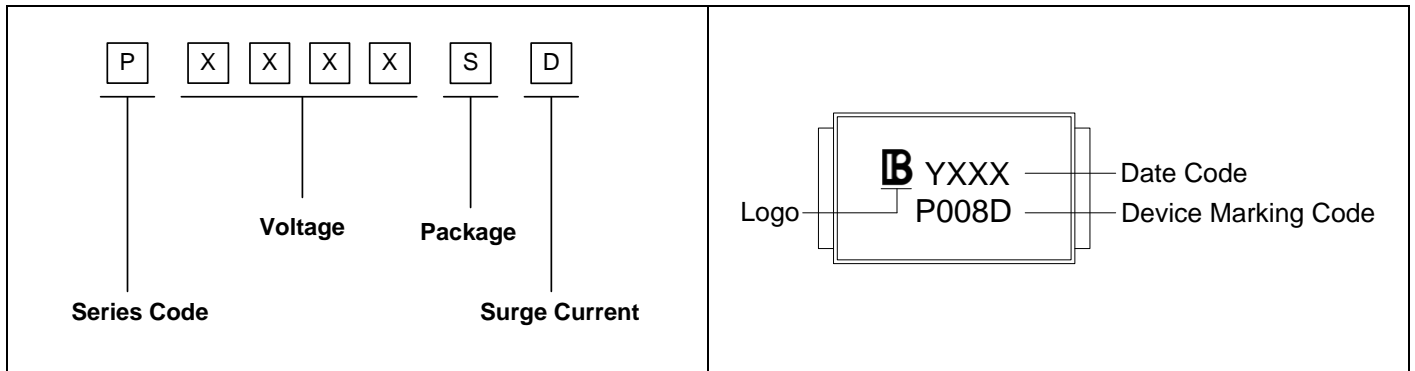 P X X X X S D
Voltage
Package
Series Code
Surge Current
B YXXX
Date Code
Logo
P008D
Device Marking Code